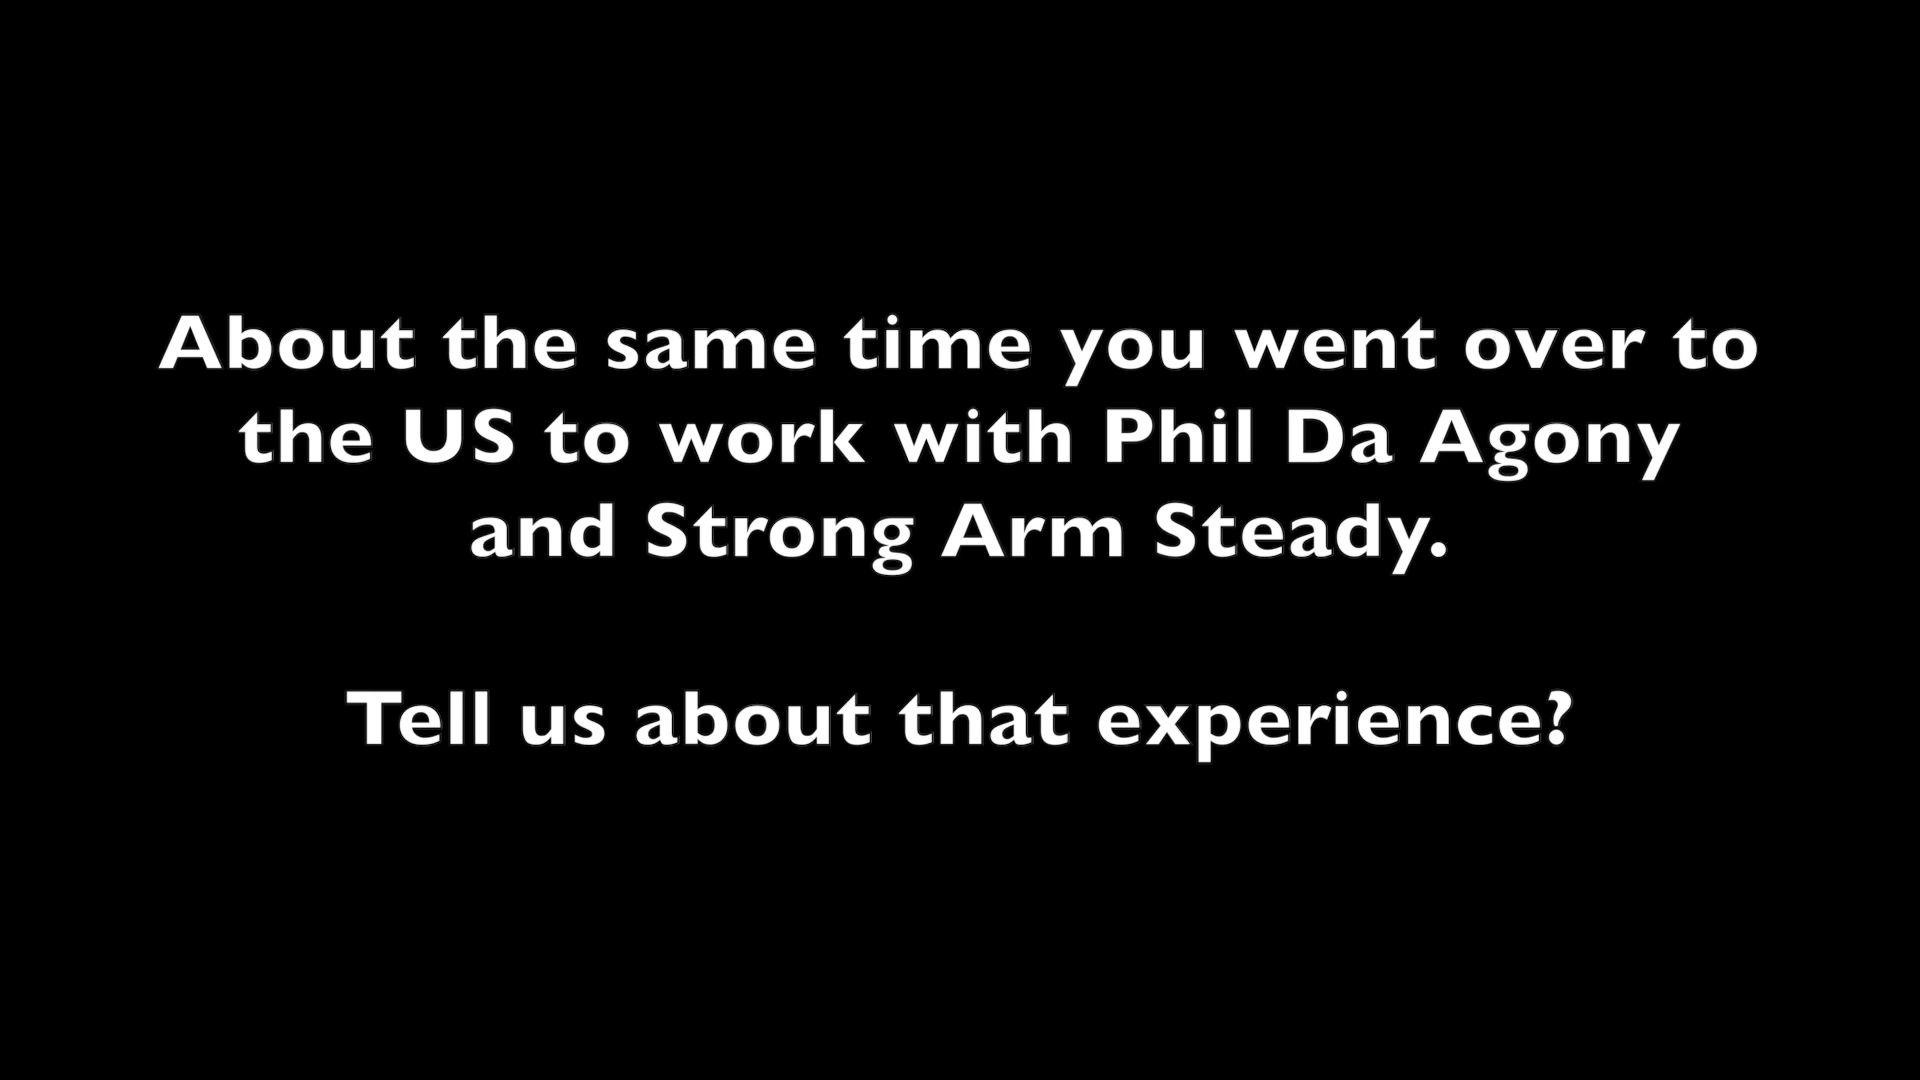 About the same time you went over to
the US to work with Phil Da Agony
and Strong Arm Steady.
Tell us about that experience?